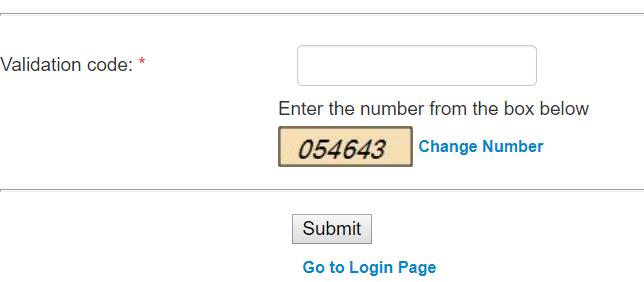 Validation code: *
Enter the number from the box below
054643 Change Number
Submit
Go to Login Page